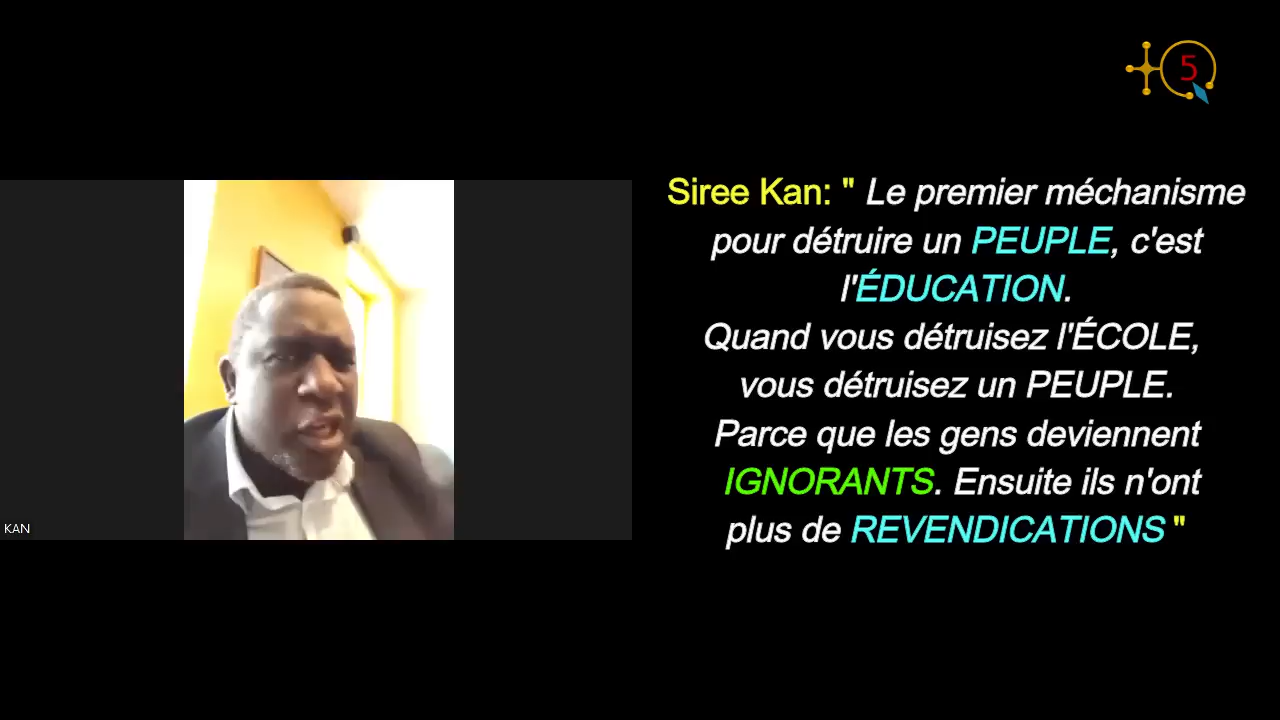 5
Siree Kan: " Le premier méchanisme
pour détruire un PEUPLE, c'est
l'ÉDUCATION.
Quand vous détruisez l'ÉCOLE,
vous détruisez un PEUPLE.
Parce que les gens deviennent
IGNORANTS. Ensuite ils n'ont
plus de REVENDICATIONS "
KAN